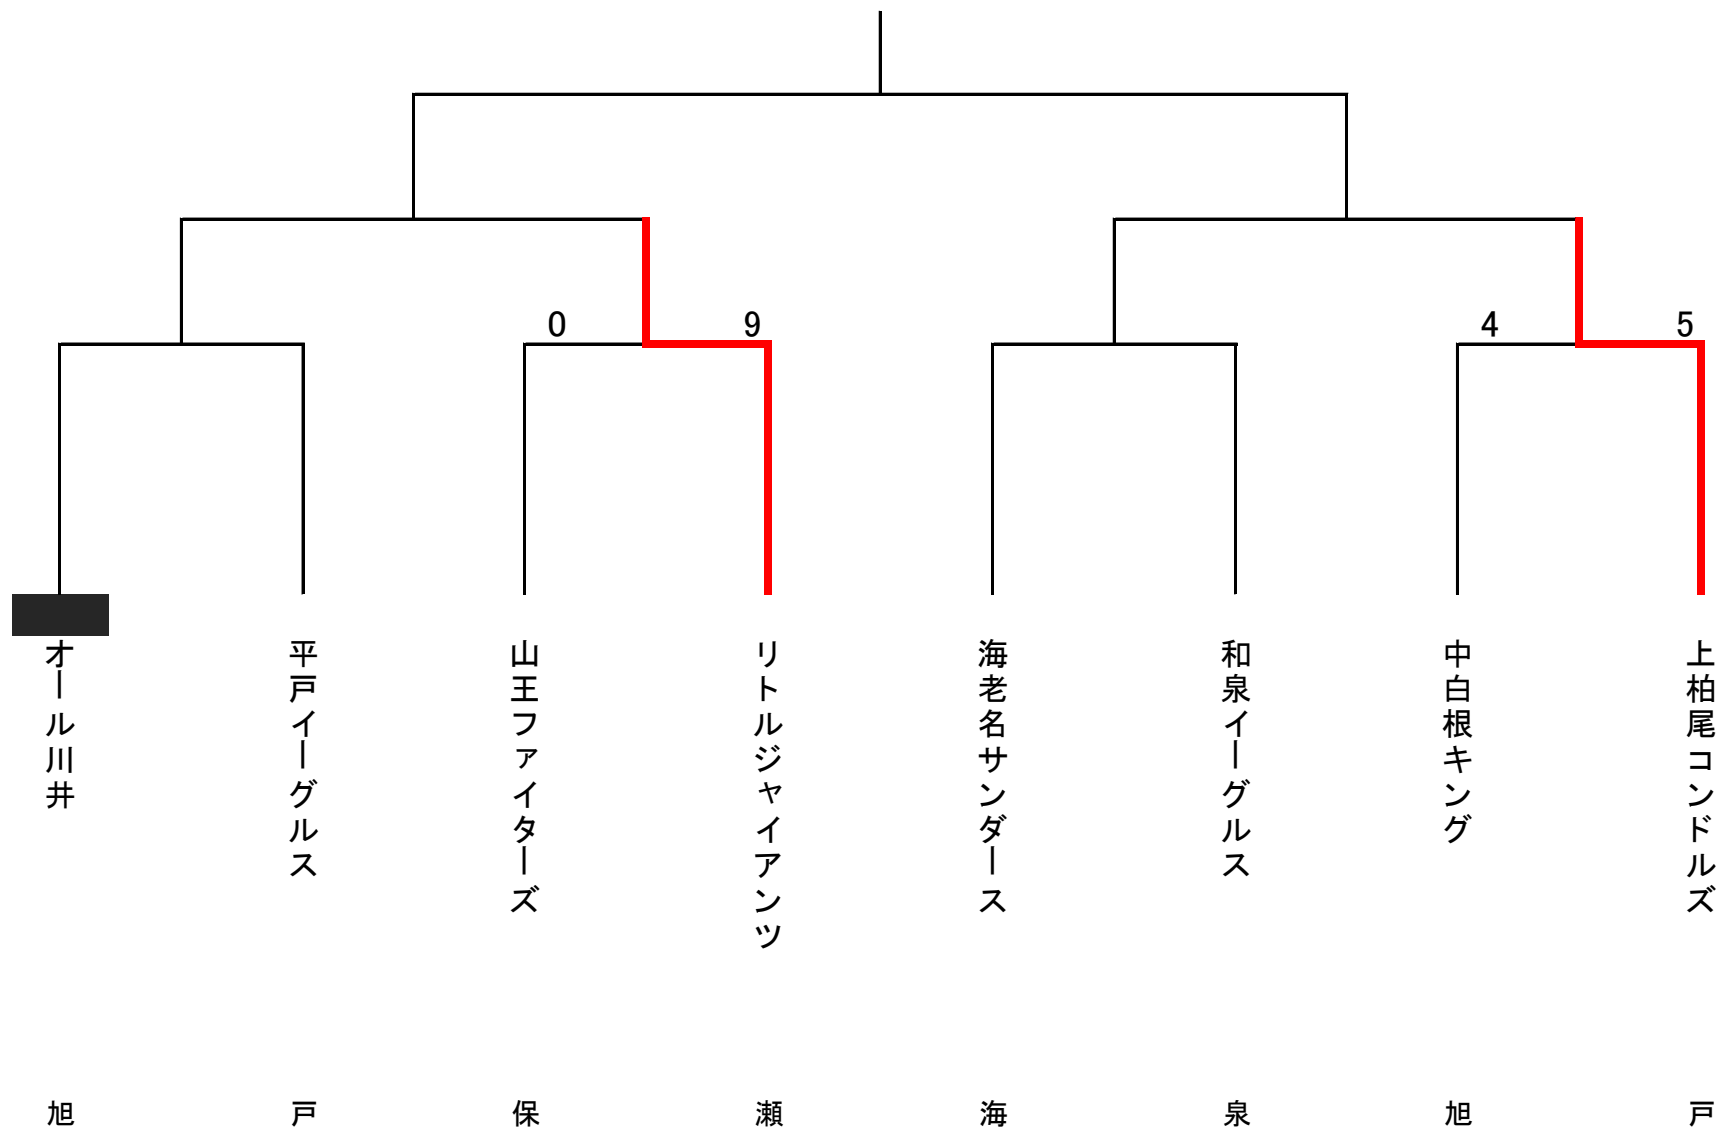 0 9 4 5
オール川井
平戸イーグルス
山王ファイターズ
リトルジャイアンツ
海老名サンダース
和泉イーグルス
中白根キング
上柏尾コンドルズ
旭 戸 保 瀬 海 泉 旭 戸